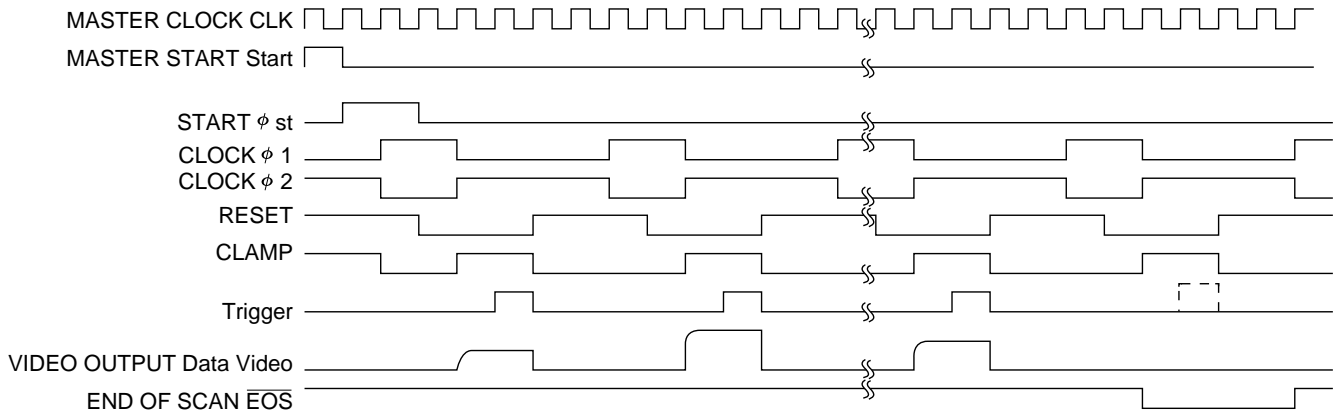 MASTER CLOCK CLK
MASTER START Start
START ϕ st
CLOCK ϕ 1
CLOCK ϕ 2
RESET
CLAMP
Trigger
VIDEO OUTPUT Data Video
END OF SCAN E̅O̅S̅